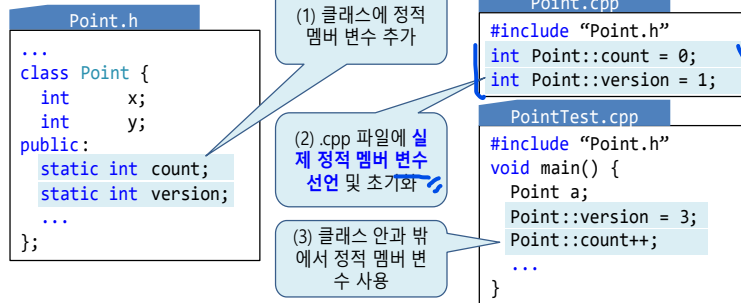 Point.h
...
class Point {
int x;
int y;
public:
static int count;
static int version;
...
};
(1) 클래스에 정적
멤버 변수 추가
(2) .cpp 파일에 실
제 정적 멤버 변수
선언 및 초기화
(3) 클래스 안과 밖
에서 정적 멤버 변
수 사용
Point.cpp
#include “Point.h”
int Point::count = 0;
int Point::version = 1;
PointTest.cpp
#include “Point.h”
void main() {
Point a;
Point::version = 3;
Point::count++;
...
}